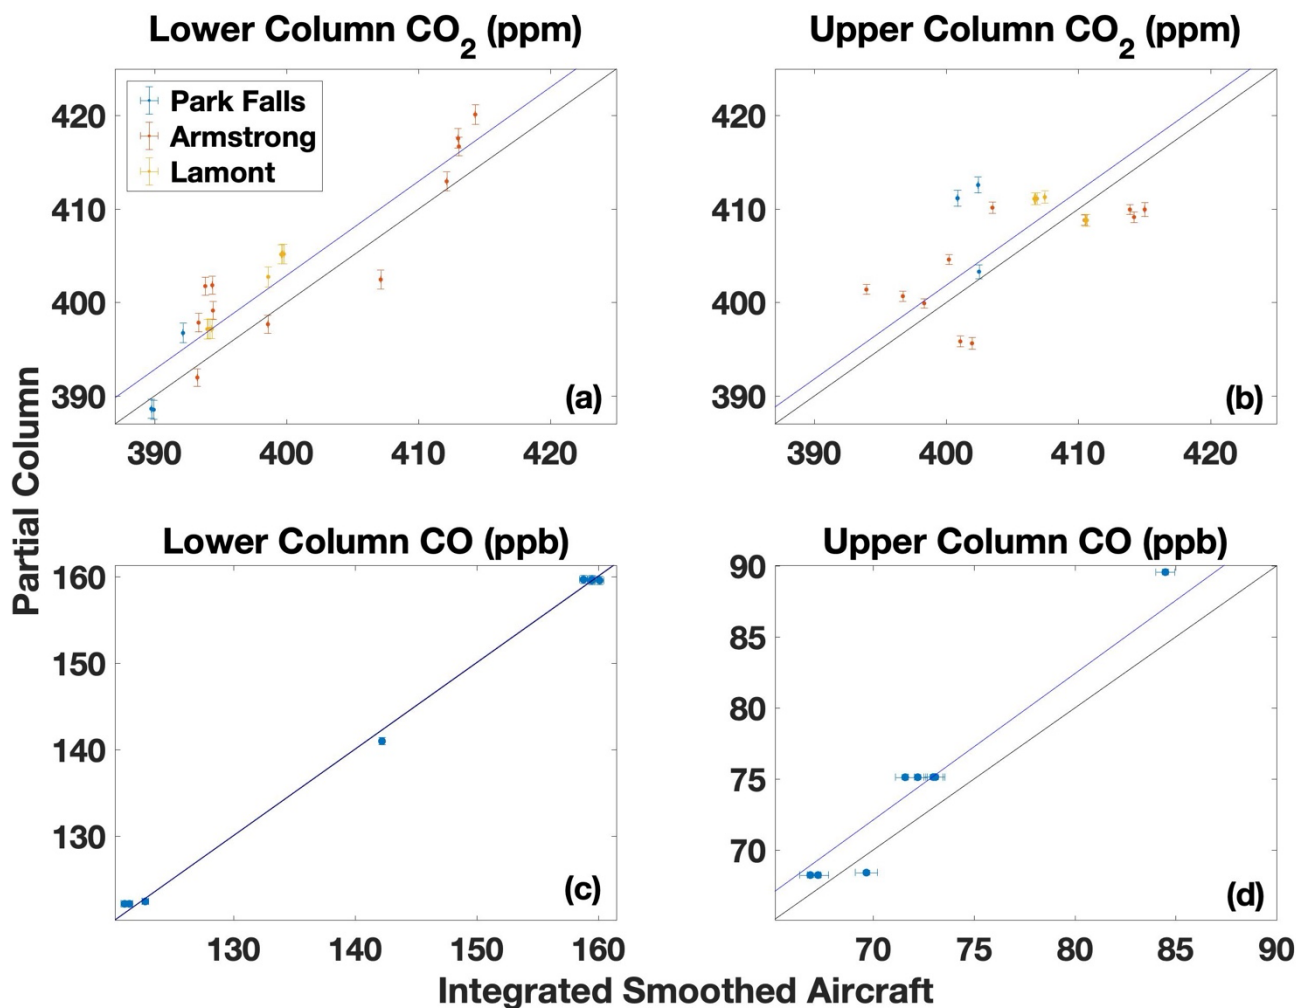 Lower Column CO2 (ppm)
Upper Column CO2 (ppm)
Park Falls
Armstrong
Lamont
420
410
400
390
(a)
390 400 410 420
420
410
400
390
(b)
390 400 410 420
Partial Column
Lower Column CO (ppb)
Upper Column CO (ppb)
160
150
140
130
(c)
130 140 150 160
90
85
80
75
70
(d)
70 75 80 85 90
Integrated Smoothed Aircraft